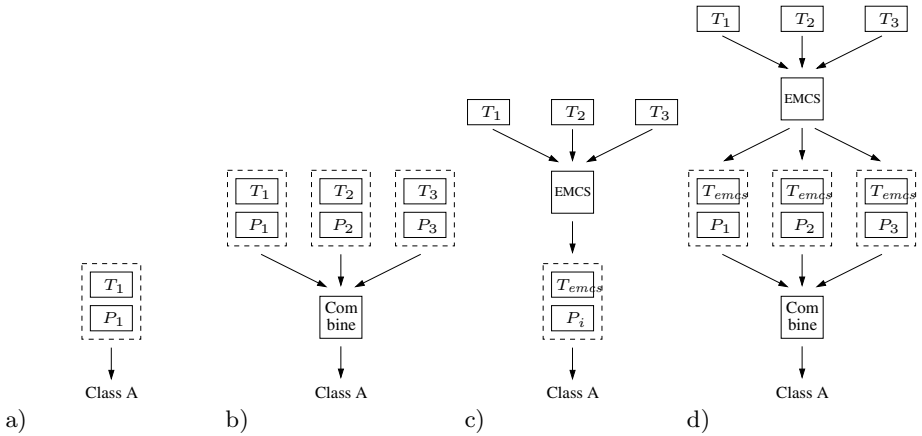 a)
T1
P1
Class A
b)
T1 T2 T3
P1 P2 P3
Com
bine
Class A
c)
T1 T2 T3
EMCS
Temcs
Pi
Class A
d)
T1 T2 T3
EMCS
Temcs Temcs Temcs
P1 P2 P3
Com
bine
Class A